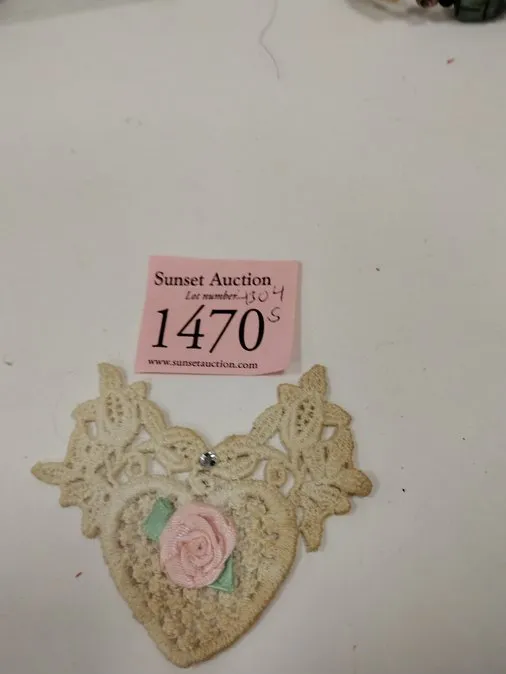 Sunset Auction
Lot number 1304
1470 S
www.sunsetauction.com